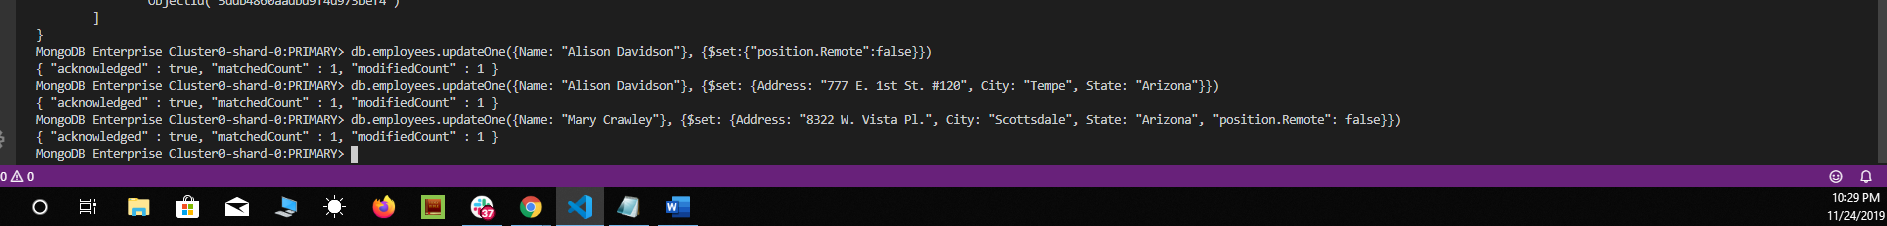 ObjectId("5ddb4860aadbd9f4d973bef4")
]
}
MongoDB Enterprise Cluster0-shard-0:PRIMARY> db.employees.updateOne({Name: "Alison Davidson"}, {$set:{"position.Remote":false}})
{ "acknowledged" : true, "matchedCount" : 1, "modifiedCount" : 1 }
MongoDB Enterprise Cluster0-shard-0:PRIMARY> db.employees.updateOne({Name: "Alison Davidson"}, {$set: {Address: "777 E. 1st St. #120", City: "Tempe", State: "Arizona"}})
{ "acknowledged" : true, "matchedCount" : 1, "modifiedCount" : 1 }
MongoDB Enterprise Cluster0-shard-0:PRIMARY> db.employees.updateOne({Name: "Mary Crawley"}, {$set: {Address: "8322 W. Vista Pl.", City: "Scottsdale", State: "Arizona", "position.Remote": false}})
{ "acknowledged" : true, "matchedCount" : 1, "modifiedCount" : 1 }
MongoDB Enterprise Cluster0-shard-0:PRIMARY>
0 0
37
10:29 PM
11/24/2019